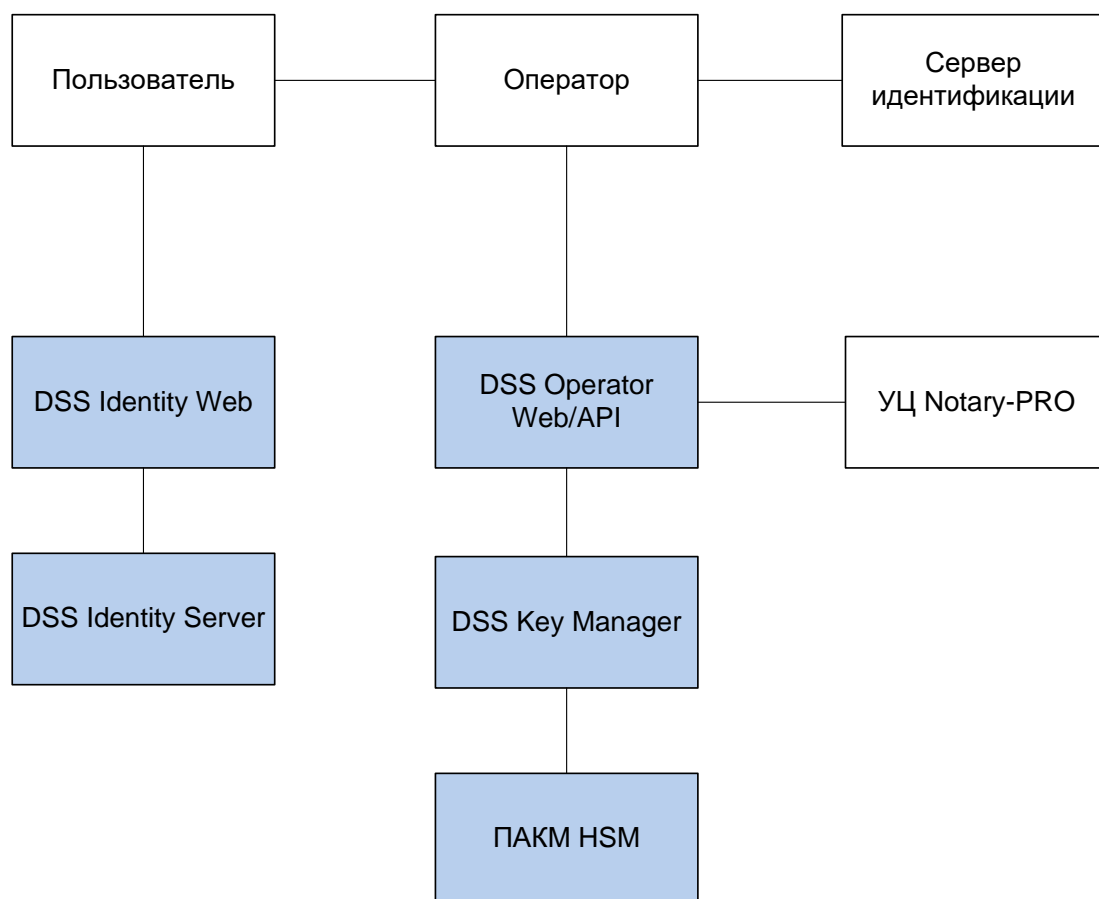 Пользователь
Оператор
Сервер
идентификации
DSS Identity Web
DSS Operator
Web/API
УЦ Notary-PRO
DSS Identity Server
DSS Key Manager
ПАКМ HSM